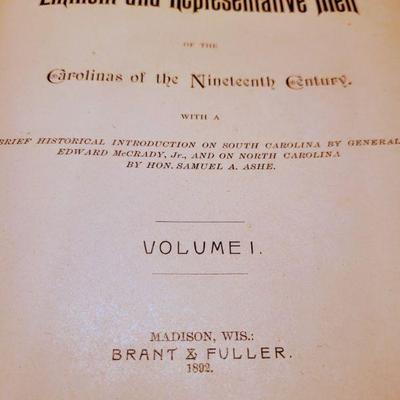 Eminent and Representative Men
OF THE
Carolinas of the Nineteenth Century.
WITH A
BRIEF HISTORICAL INTRODUCTION ON SOUTH CAROLINA BY GENERAL
EDWARD McCRADY, Jr., AND ON NORTH CAROLINA
BY HON. SAMUEL A. ASHE.
VOLUME I.
MADISON, WIS.:
BRANT & FULLER.
1892.